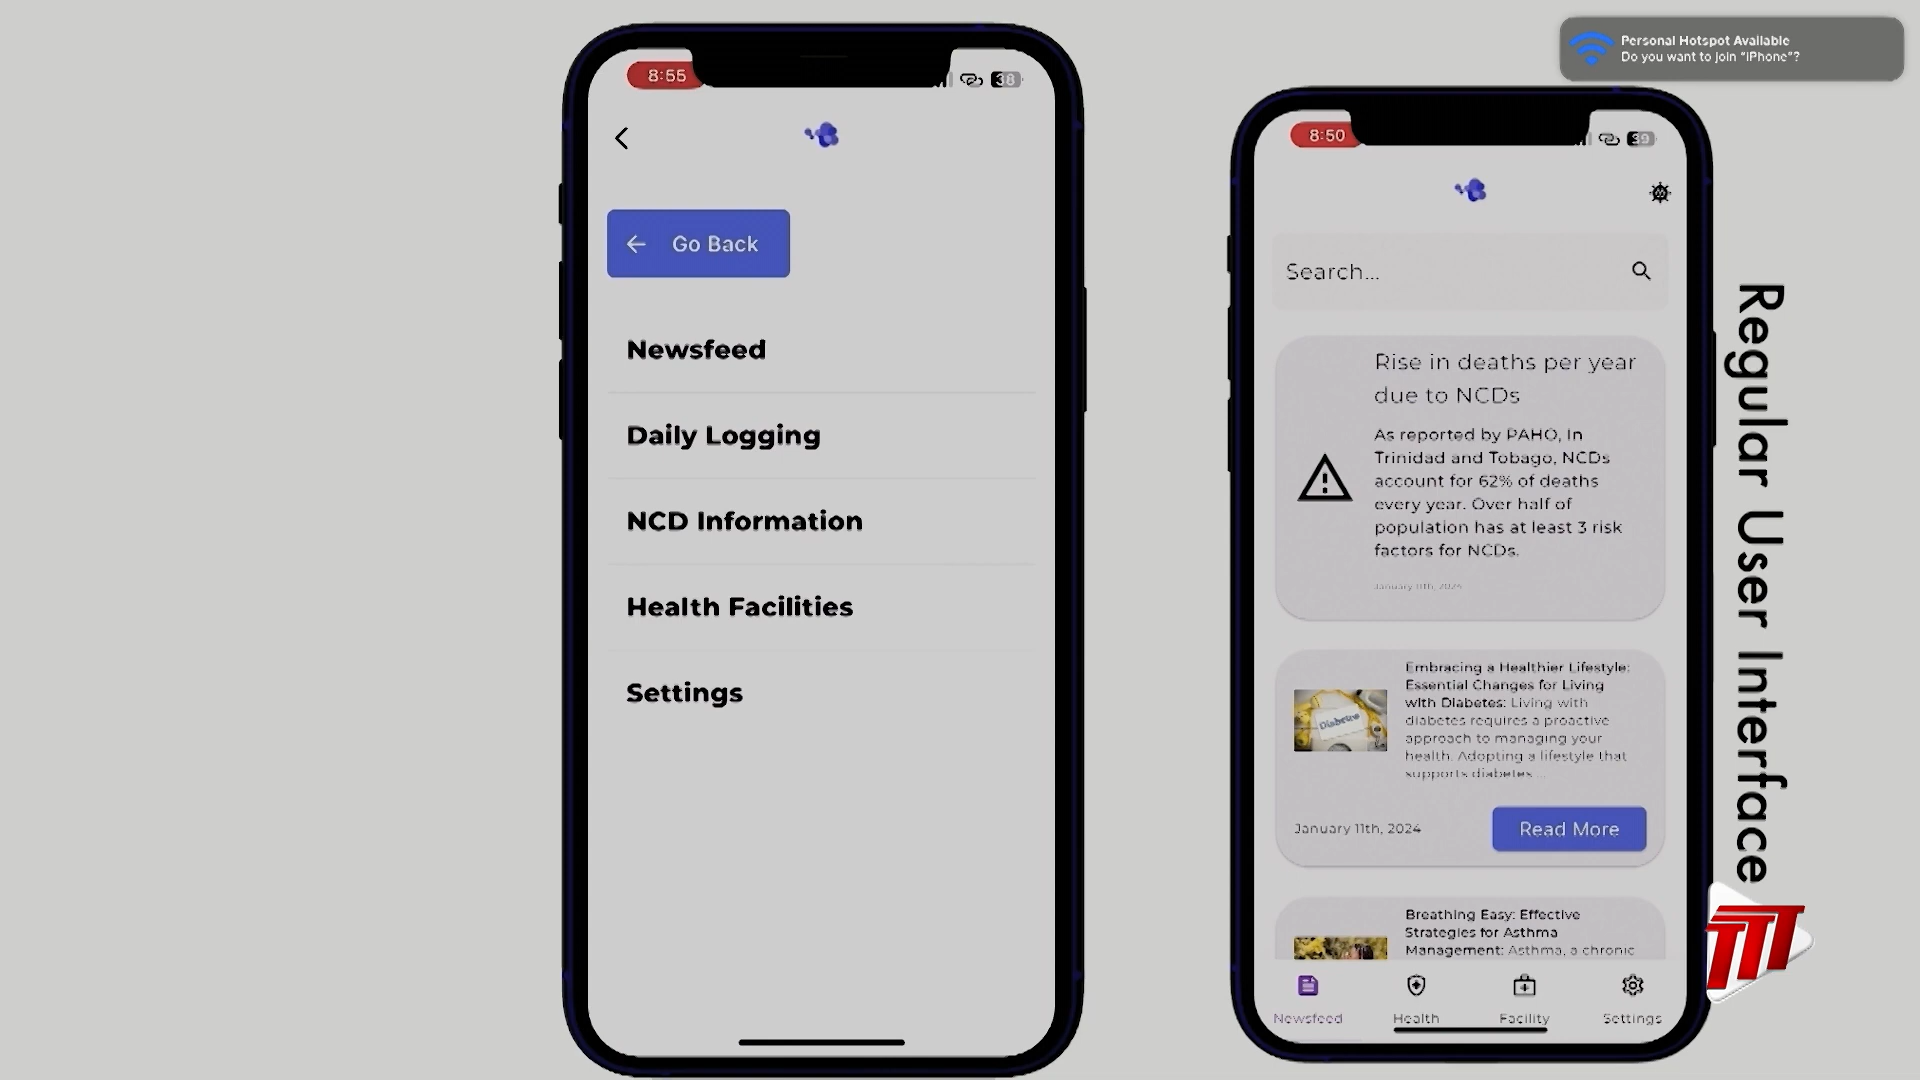 Personal Hotspot Available
Do you want to join "iPhone"?
8:55
38
Go Back
Newsfeed
Daily Logging
NCD Information
Health Facilities
Settings
8:50
39
Search...
Rise in deaths per year
due to NCDs
As reported by PAHO, In
Trinidad and Tobago, NCDs
account for 62% of deaths
every year. Over half of
population has at least 3 risk
factors for NCDs.
Embracing a Healthier Lifestyle:
Essential Changes for Living
with Diabetes: Living with
diabetes requires a proactive
approach to managing your
health. Adopting a lifestyle that
supports diabetes ...
Diabetes
January 11th, 2024
Read More
Breathing Easy: Effective
Strategies for Asthma
Management: Asthma, a chronic
Newsfeed
Health
Facility
Settings
Regular User Interface
TTT